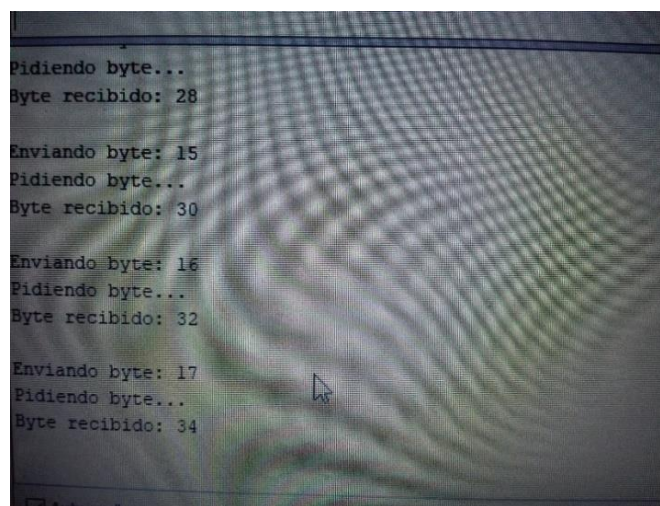 Pidiendo byte...
Byte recibido: 28
Enviando byte: 15
Pidiendo byte...
Byte recibido: 30
Enviando byte: 16
Pidiendo byte...
Byte recibido: 32
Enviando byte: 17
Pidiendo byte...
Byte recibido: 34